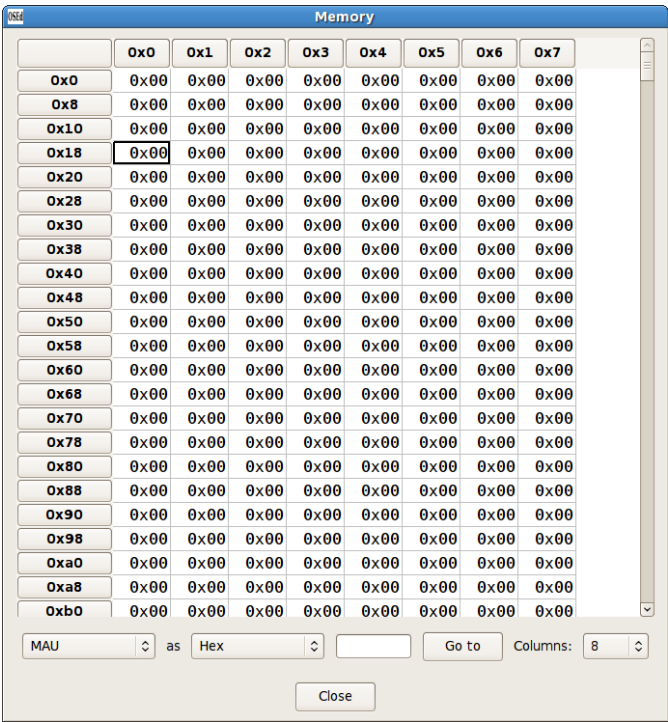 OSEd Memory
0x0 0x1 0x2 0x3 0x4 0x5 0x6 0x7
0x0 0x00 0x00 0x00 0x00 0x00 0x00 0x00 0x00
0x8 0x00 0x00 0x00 0x00 0x00 0x00 0x00 0x00
0x10 0x00 0x00 0x00 0x00 0x00 0x00 0x00 0x00
0x18 0x00 0x00 0x00 0x00 0x00 0x00 0x00 0x00
0x20 0x00 0x00 0x00 0x00 0x00 0x00 0x00 0x00
0x28 0x00 0x00 0x00 0x00 0x00 0x00 0x00 0x00
0x30 0x00 0x00 0x00 0x00 0x00 0x00 0x00 0x00
0x38 0x00 0x00 0x00 0x00 0x00 0x00 0x00 0x00
0x40 0x00 0x00 0x00 0x00 0x00 0x00 0x00 0x00
0x48 0x00 0x00 0x00 0x00 0x00 0x00 0x00 0x00
0x50 0x00 0x00 0x00 0x00 0x00 0x00 0x00 0x00
0x58 0x00 0x00 0x00 0x00 0x00 0x00 0x00 0x00
0x60 0x00 0x00 0x00 0x00 0x00 0x00 0x00 0x00
0x68 0x00 0x00 0x00 0x00 0x00 0x00 0x00 0x00
0x70 0x00 0x00 0x00 0x00 0x00 0x00 0x00 0x00
0x78 0x00 0x00 0x00 0x00 0x00 0x00 0x00 0x00
0x80 0x00 0x00 0x00 0x00 0x00 0x00 0x00 0x00
0x88 0x00 0x00 0x00 0x00 0x00 0x00 0x00 0x00
0x90 0x00 0x00 0x00 0x00 0x00 0x00 0x00 0x00
0x98 0x00 0x00 0x00 0x00 0x00 0x00 0x00 0x00
0xa0 0x00 0x00 0x00 0x00 0x00 0x00 0x00 0x00
0xa8 0x00 0x00 0x00 0x00 0x00 0x00 0x00 0x00
0xb0 0x00 0x00 0x00 0x00 0x00 0x00 0x00 0x00
MAU as Hex Go to Columns: 8
Close